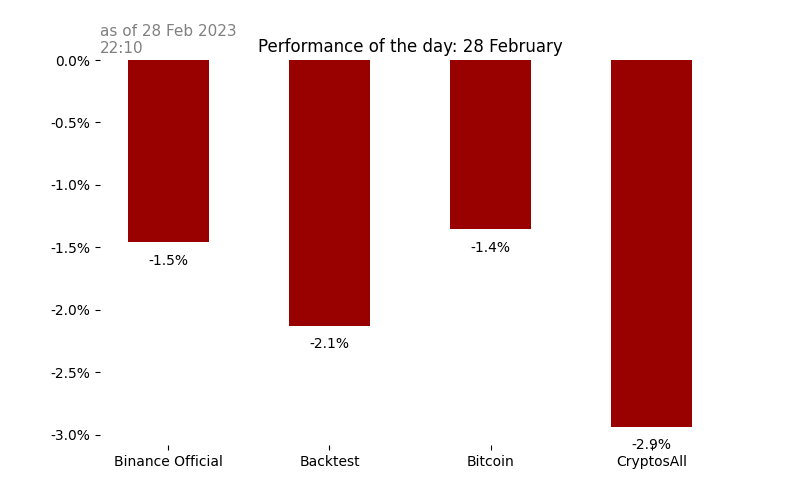 as of 28 Feb 2023
22:10
Performance of the day: 28 February
0.0%
-0.5%
-1.0%
-1.5%
-2.0%
-2.5%
-3.0%
-1.5%
-2.1%
-1.4%
-2.9%
Binance Official
Backtest
Bitcoin
CryptosAll